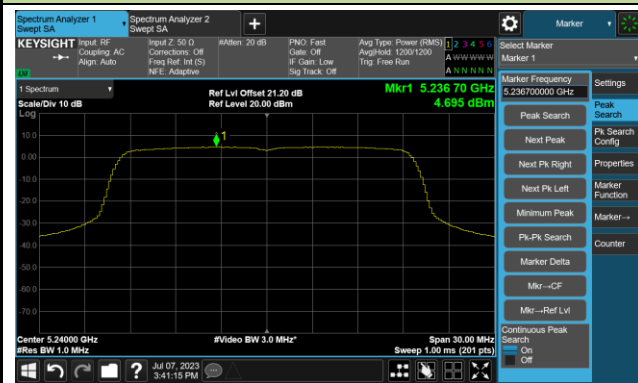 Spectrum Analyzer 1
Swept SA
Spectrum Analyzer 2
Swept SA
+
Marker
KEYSIGHT
Input: RF
Coupling: AC
Align: Auto
Input Z: 50 Ω
Corrections: Off
Freq Ref: Int (S)
NFE: Adaptive
#Atten: 20 dB
PNO: Fast
Gate: Off
IF Gain: Low
Sig Track: Off
Avg Type: Power (RMS)
Avg|Hold: 1200/1200
Trig: Free Run
1 2 3 4 5 6
A W W W W W
A N N N N N
LXI
Select Marker
Marker 1
1 Spectrum
Scale/Div 10 dB
Log
Ref Lvl Offset 21.20 dB
Ref Level 20.00 dBm
Mkr1 5.236 70 GHz
4.695 dBm
1
10.0
0.00
-10.0
-20.0
-30.0
-40.0
-50.0
-60.0
-70.0
Center 5.24000 GHz
#Res BW 1.0 MHz
#Video BW 3.0 MHz*
Span 30.00 MHz
Sweep 1.00 ms (201 pts)
Marker Frequency
5.236700000 GHz
Peak Search
Next Peak
Next Pk Right
Next Pk Left
Minimum Peak
Pk-Pk Search
Marker Delta
Mkr→CF
Mkr→Ref Lvl
Continuous Peak
Search
On
Off
Settings
Peak
Search
Pk Search
Config
Properties
Marker
Function
Marker→
Counter
?
Jul 07, 2023
3:41:15 PM